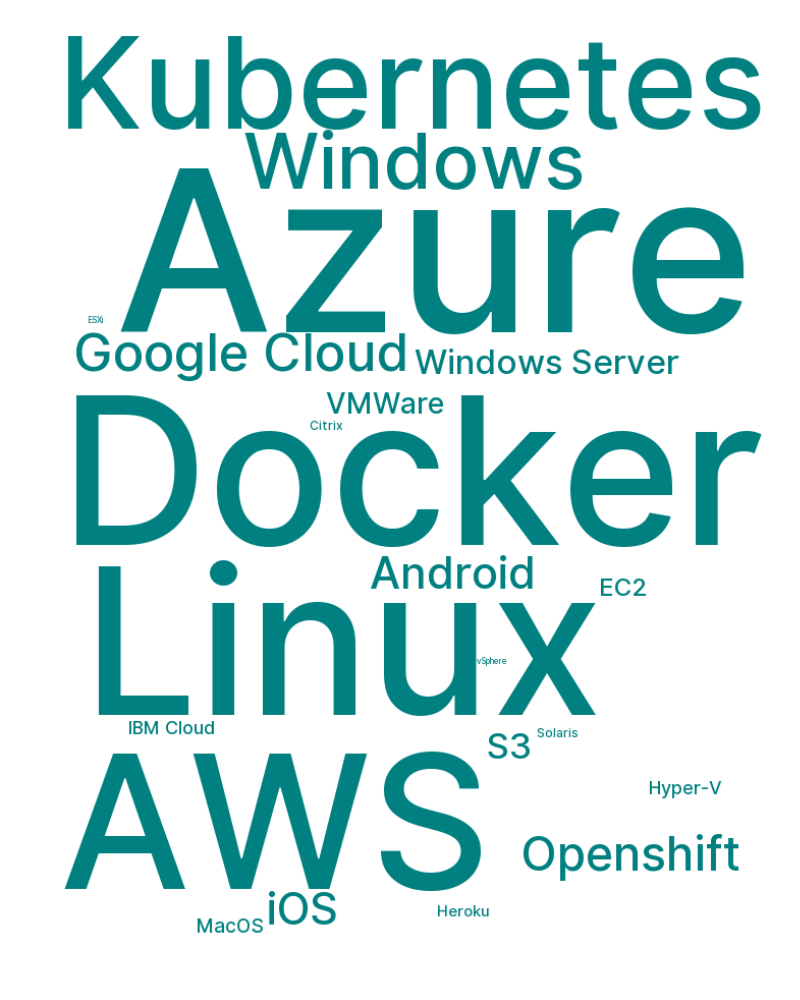 Kubernetes
Windows
Azure
ESXi
Google Cloud
Windows Server
VMWare
Citrix
Docker
Android
EC2
Linux
vSphere
IBM Cloud
Solaris
S3
Hyper-V
AWS
Openshift
iOS
Heroku
MacOS